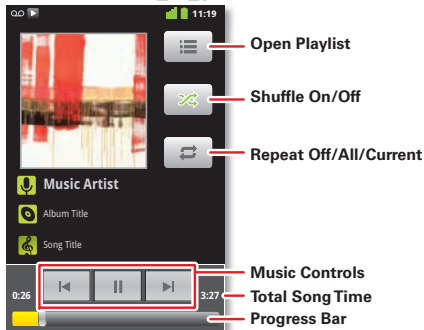 11:19
Open Playlist
Shuffle On/Off
Repeat Off/All/Current
Music Artist
Album Title
Song Title
Music Controls
0:26
3:27
Total Song Time
Progress Bar